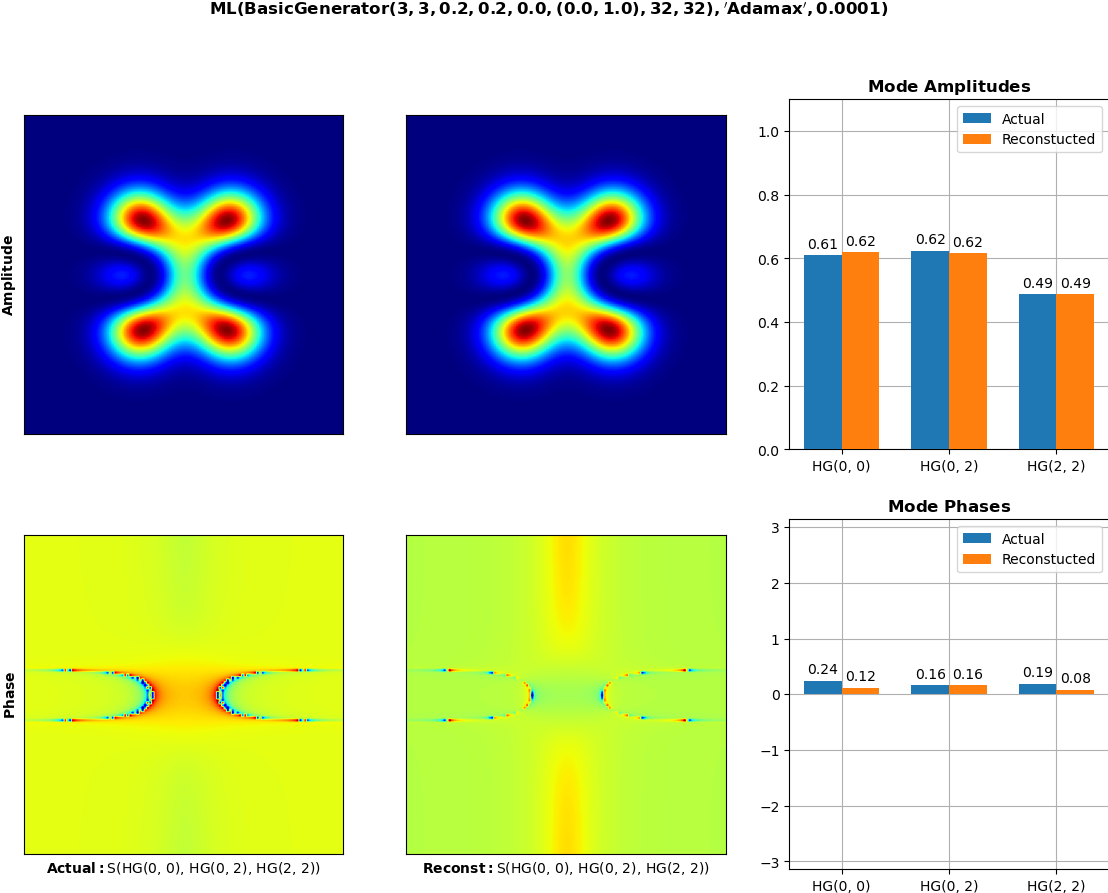 ML(BasicGenerator(3, 3, 0.2, 0.2, 0.0, (0.0, 1.0), 32, 32), ′Adamax′, 0.0001)
Amplitude
Mode Amplitudes
Actual
Reconstucted
1.0
0.8
0.6
0.4
0.2
0.0
0.61 0.62 0.62 0.62 0.49 0.49
HG(0, 0) HG(0, 2) HG(2, 2)
Phase
Actual: S(HG(0, 0), HG(0, 2), HG(2, 2))
Reconst: S(HG(0, 0), HG(0, 2), HG(2, 2))
Mode Phases
Actual
Reconstucted
3
2
1
0
−1
−2
−3
0.24 0.12 0.16 0.16 0.19 0.08
HG(0, 0) HG(0, 2) HG(2, 2)